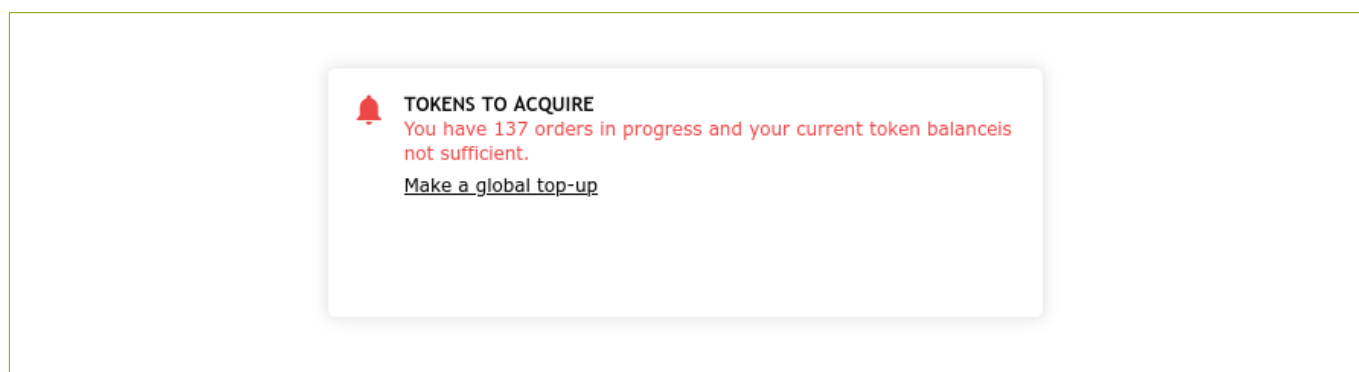 TOKENS TO ACQUIRE
You have 137 orders in progress and your current token balanceis
not sufficient.
Make a global top-up